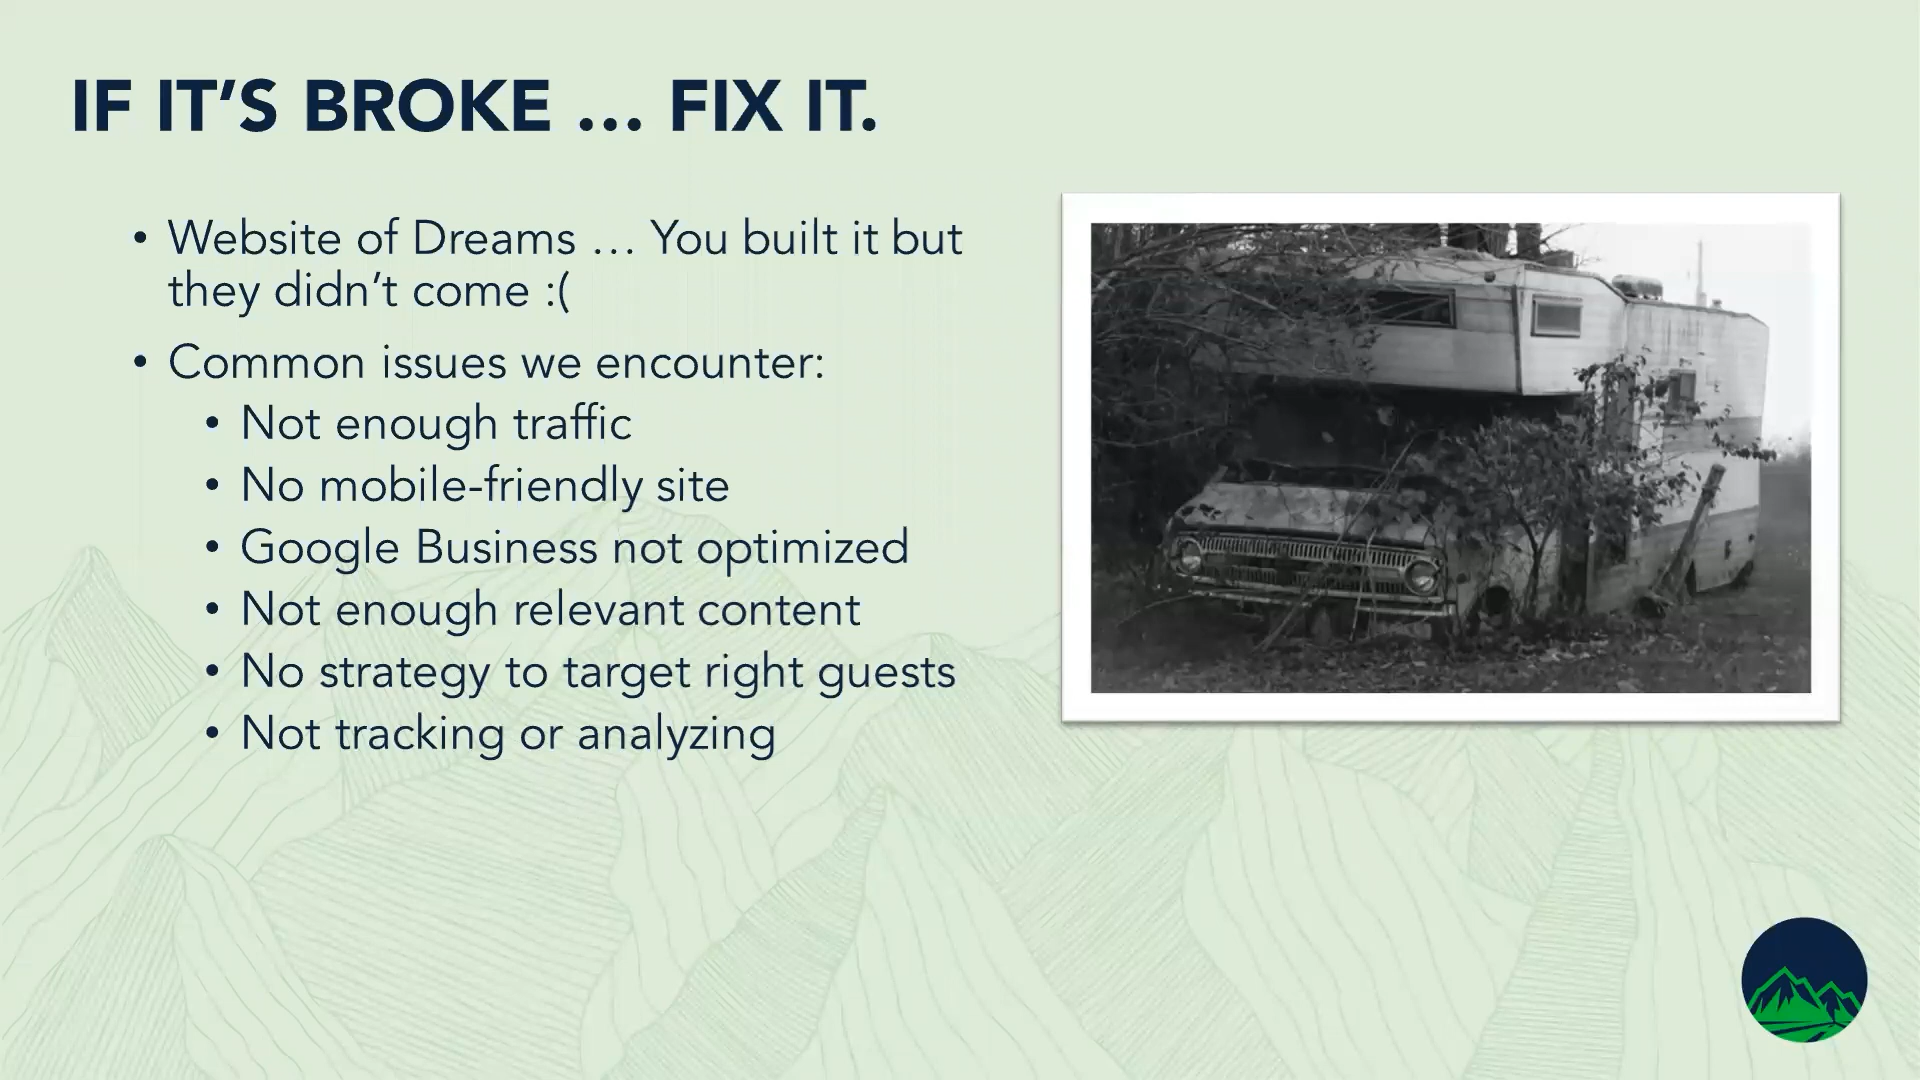 IF IT’S BROKE … FIX IT.
• Website of Dreams … You built it but
they didn’t come :(
• Common issues we encounter:
• Not enough traffic
• No mobile-friendly site
• Google Business not optimized
• Not enough relevant content
• No strategy to target right guests
• Not tracking or analyzing